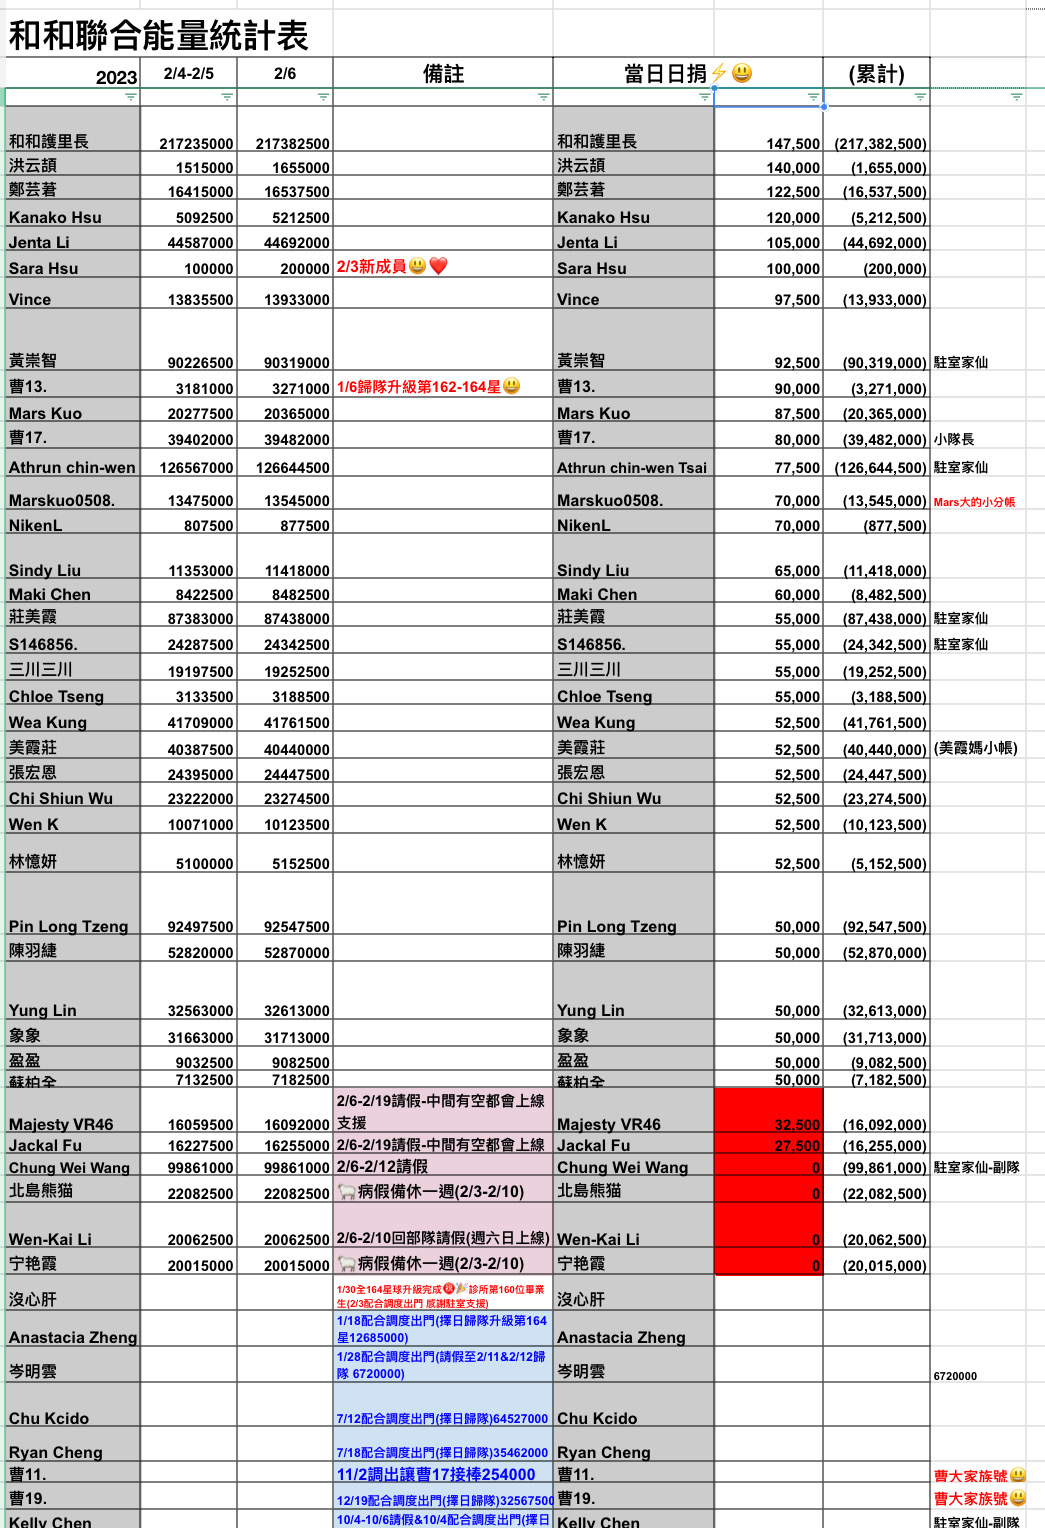 和和聯合能量統計表
2023 2/4-2/5 2/6 備註 當日日捐⚡😃 (累計)
和和護里長 217235000 217382500 和和護里長 147,500 (217,382,500)
洪云頡 1515000 1655000 洪云頡 140,000 (1,655,000)
鄭芸著 16415000 16537500 鄭芸著 122,500 (16,537,500)
Kanako Hsu 5092500 5212500 Kanako Hsu 120,000 (5,212,500)
Jenta Li 44587000 44692000 Jenta Li 105,000 (44,692,000)
Sara Hsu 100000 200000 2/3新成員😃❤️ Sara Hsu 100,000 (200,000)
Vince 13835500 13933000 Vince 97,500 (13,933,000)
黃崇智 90226500 90319000 黃崇智 92,500 (90,319,000) 駐室家仙
曹13. 3181000 3271000 1/6歸隊升級第162-164星😃 曹13. 90,000 (3,271,000)
Mars Kuo 20277500 20365000 Mars Kuo 87,500 (20,365,000)
曹17. 39402000 39482000 曹17. 80,000 (39,482,000) 小隊長
Athrun chin-wen 126567000 126644500 Athrun chin-wen Tsai 77,500 (126,644,500) 駐室家仙
Marskuo0508. 13475000 13545000 Marskuo0508. 70,000 (13,545,000) Mars大的小分帳
NikenL 807500 877500 NikenL 70,000 (877,500)
Sindy Liu 11353000 11418000 Sindy Liu 65,000 (11,418,000)
Maki Chen 8422500 8482500 Maki Chen 60,000 (8,482,500)
莊美霞 87383000 87438000 莊美霞 55,000 (87,438,000) 駐室家仙
S146856. 24287500 24342500 S146856. 55,000 (24,342,500) 駐室家仙
三川三川 19197500 19252500 三川三川 55,000 (19,252,500)
Chloe Tseng 3133500 3188500 Chloe Tseng 55,000 (3,188,500)
Wea Kung 41709000 41761500 Wea Kung 52,500 (41,761,500)
美霞莊 40387500 40440000 美霞莊 52,500 (40,440,000) (美霞媽小帳)
張宏恩 24395000 24447500 張宏恩 52,500 (24,447,500)
Chi Shiun Wu 23222000 23274500 Chi Shiun Wu 52,500 (23,274,500)
Wen K 10071000 10123500 Wen K 52,500 (10,123,500)
林憶妍 5100000 5152500 林憶妍 52,500 (5,152,500)
Pin Long Tzeng 92497500 92547500 Pin Long Tzeng 50,000 (92,547,500)
陳羽緁 52820000 52870000 陳羽緁 50,000 (52,870,000)
Yung Lin 32563000 32613000 Yung Lin 50,000 (32,613,000)
象象 31663000 31713000 象象 50,000 (31,713,000)
盈盈 9032500 9082500 盈盈 50,000 (9,082,500)
蘇柏全 7132500 7182500 蘇柏全 50,000 (7,182,500)
2/6-2/19請假-中間有空都會上線
支援
Majesty VR46 16059500 16092000 Majesty VR46 32,500 (16,092,000)
Jackal Fu 16227500 16255000 2/6-2/19請假-中間有空都會上線 Jackal Fu 27,500 (16,255,000)
Chung Wei Wang 99861000 99861000 2/6-2/12請假 Chung Wei Wang 0 (99,861,000) 駐室家仙-副隊
北島熊猫 22082500 22082500 🐑病假備休一週(2/3-2/10) 北島熊猫 0 (22,082,500)
Wen-Kai Li 20062500 20062500 2/6-2/10回部隊請假(週六日上線) Wen-Kai Li 0 (20,062,500)
宁艳霞 20015000 20015000 🐑病假備休一週(2/3-2/10) 宁艳霞 0 (20,015,000)
1/30全164星球升級完成㊗️🎉診所第160位畢業
生(2/3配合調度出門 感謝駐室支援)
沒心肝 沒心肝
1/18配合調度出門(擇日歸隊升級第164
星12685000)
Anastacia Zheng Anastacia Zheng
1/28配合調度出門(請假至2/11&2/12歸
隊 6720000)
岑明雲 岑明雲 6720000
Chu Kcido 7/12配合調度出門(擇日歸隊)64527000 Chu Kcido
Ryan Cheng 7/18配合調度出門(擇日歸隊)35462000 Ryan Cheng
曹11. 11/2調出讓曹17接棒254000 曹11. 曹大家族號😃
曹19. 12/19配合調度出門(擇日歸隊)3256750 曹19. 曹大家族號😃
Kelly Chen 10/4-10/6請假&10/4配合調度出門(擇日 Kelly Chen 駐室家仙-副隊